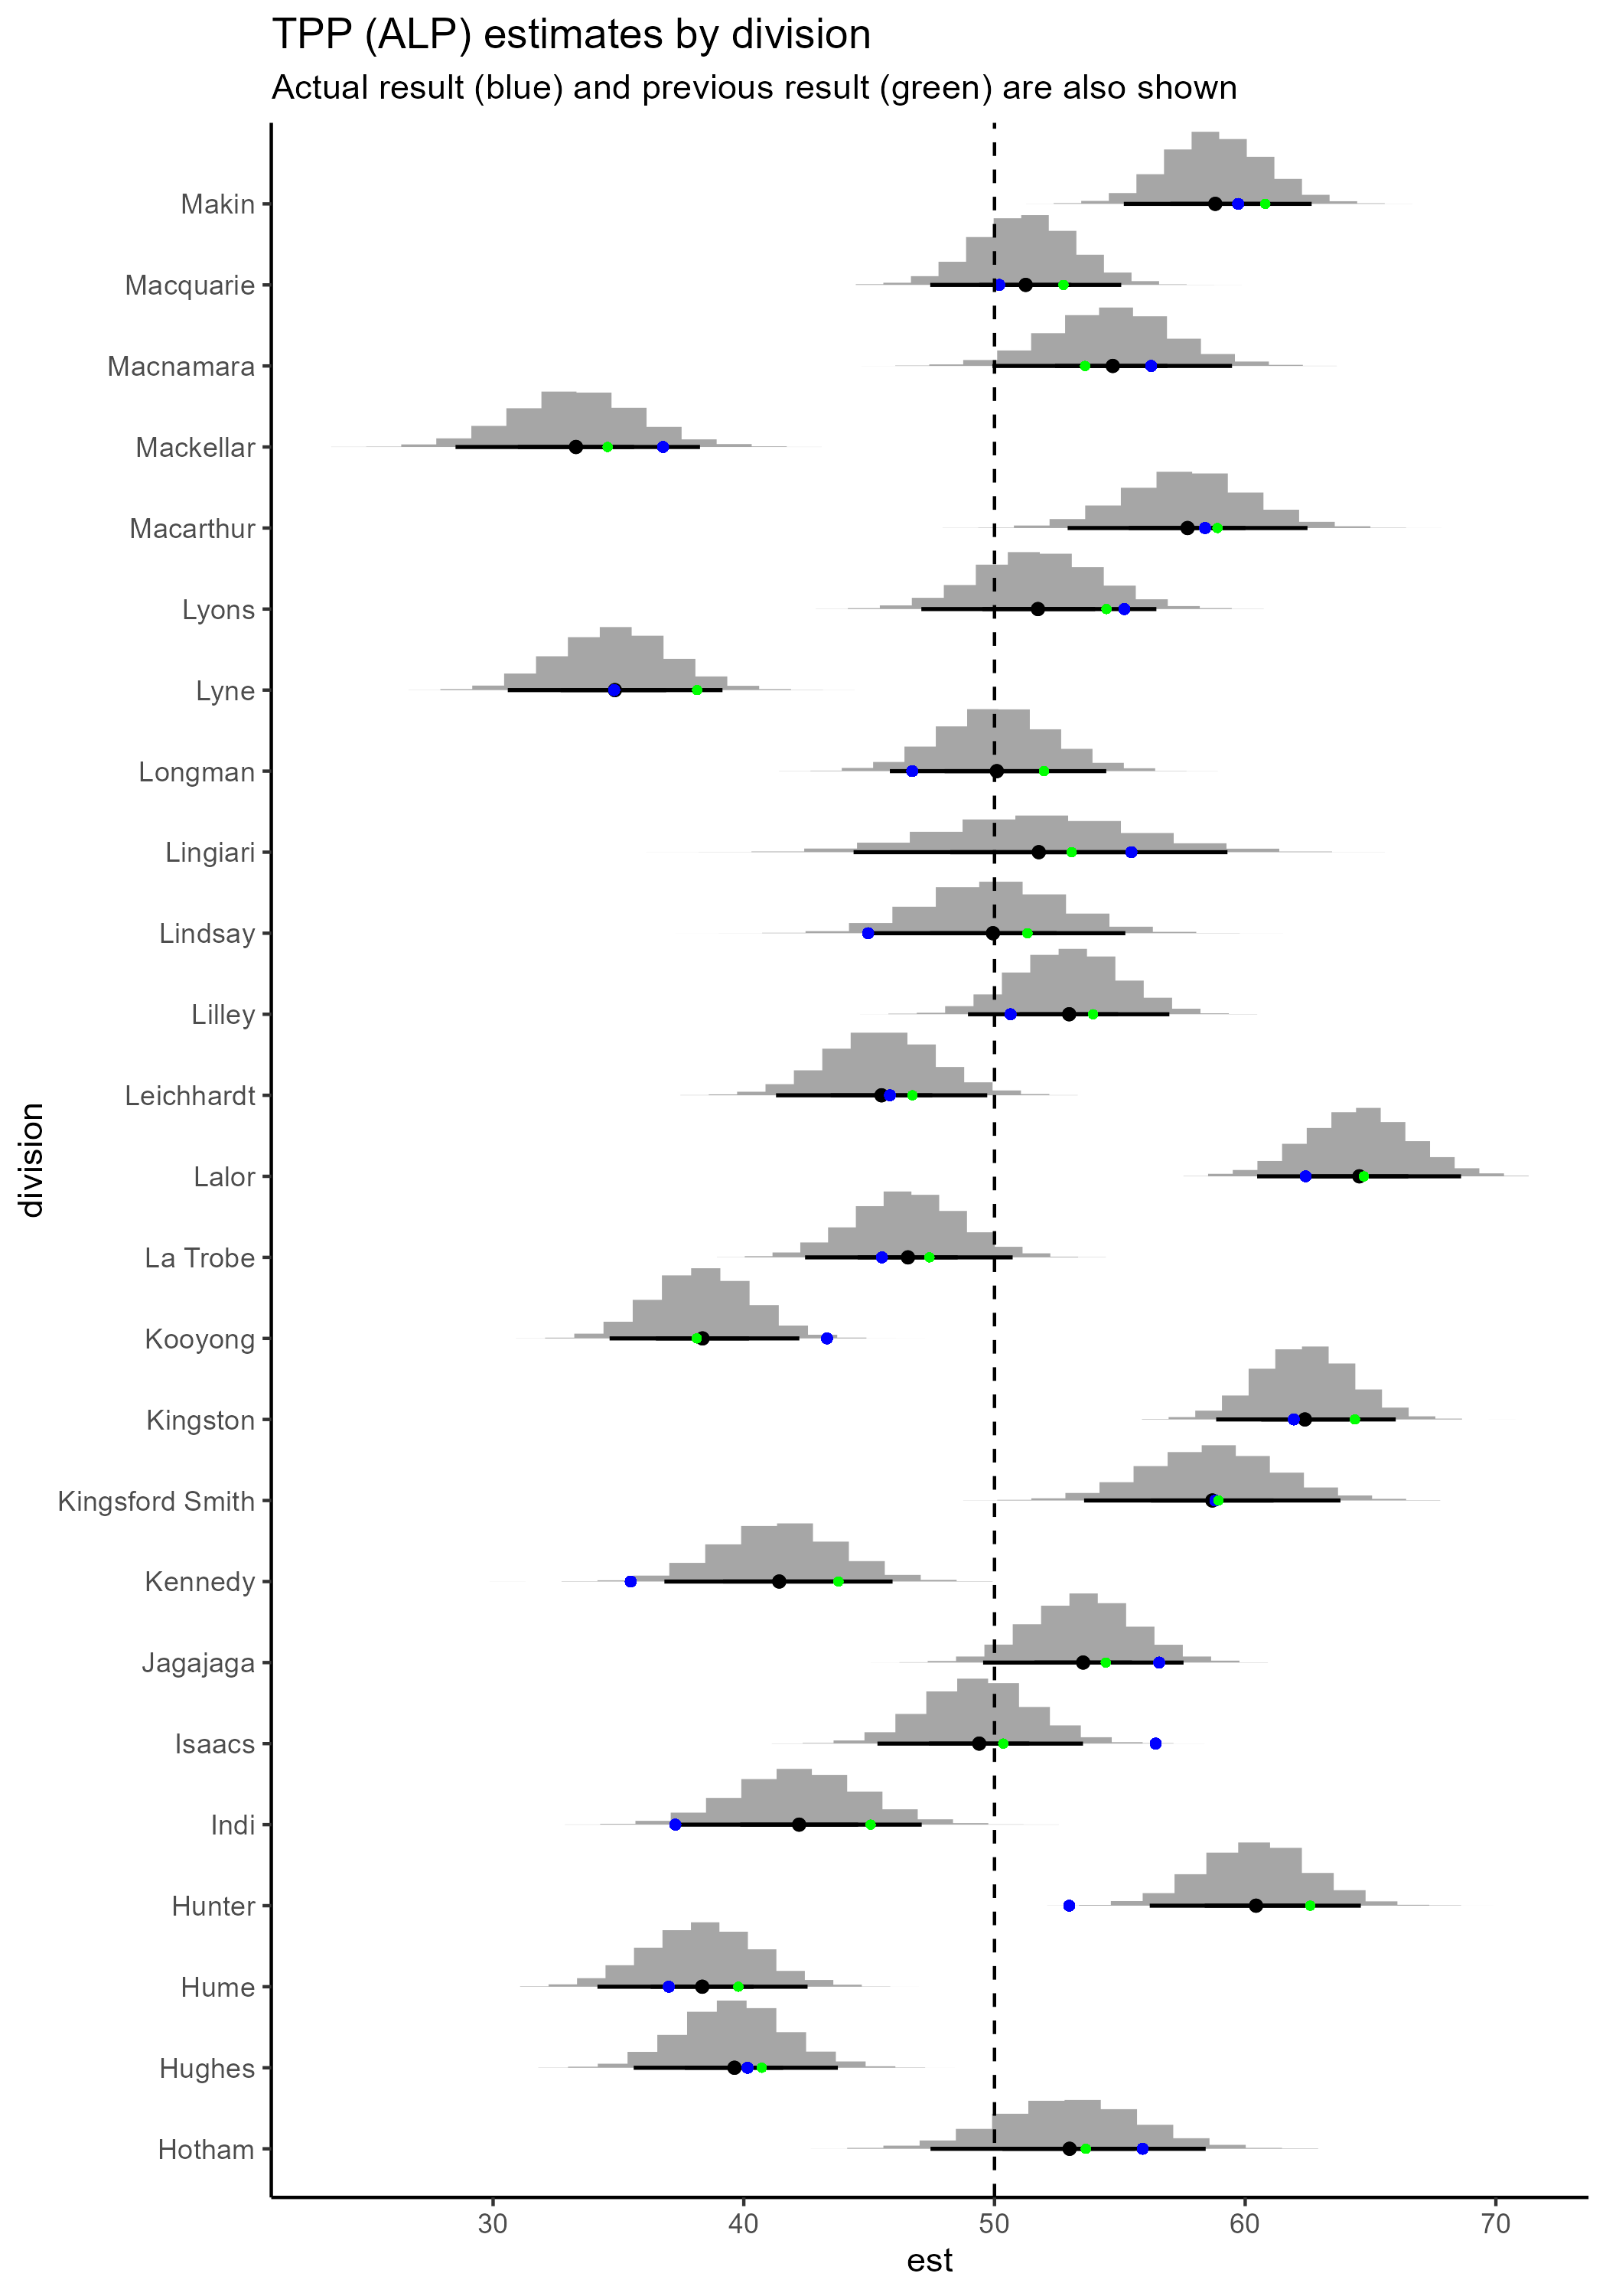 TPP (ALP) estimates by division
Actual result (blue) and previous result (green) are also shown
Makin
Macquarie
Macnamara
Mackellar
Macarthur
Lyons
Lyne
Longman
Lingiari
Lindsay
Lilley
Leichhardt
Lalor
La Trobe
Kooyong
Kingston
Kingsford Smith
Kennedy
Jagajaga
Isaacs
Indi
Hunter
Hume
Hughes
Hotham
division
30 40 50 60 70
est